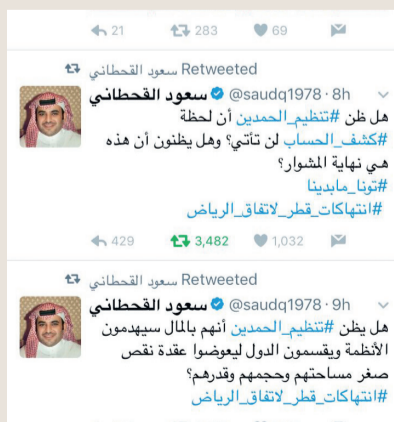 21 283 69
سعود القحطاني Retweeted
سعود القحطاني @saudq1978 · 8h
هل ظن #تنظيم_الحمدين أن لحظة
#كشف_الحساب لن تأتي؟ وهل يظنون أن هذه
هي نهاية المشوار؟
#تونا_مابدينا
#انتهاكات_قطر_لاتفاق_الرياض
429 3,482 1,032
سعود القحطاني Retweeted
سعود القحطاني @saudq1978 · 9h
هل يظن #تنظيم_الحمدين أنهم بالمال سيهدمون
الأنظمة ويقسمون الدول ليعوضوا عقدة نقص
صغر مساحتهم وحجمهم وقدرهم؟
#انتهاكات_قطر_لاتفاق_الرياض